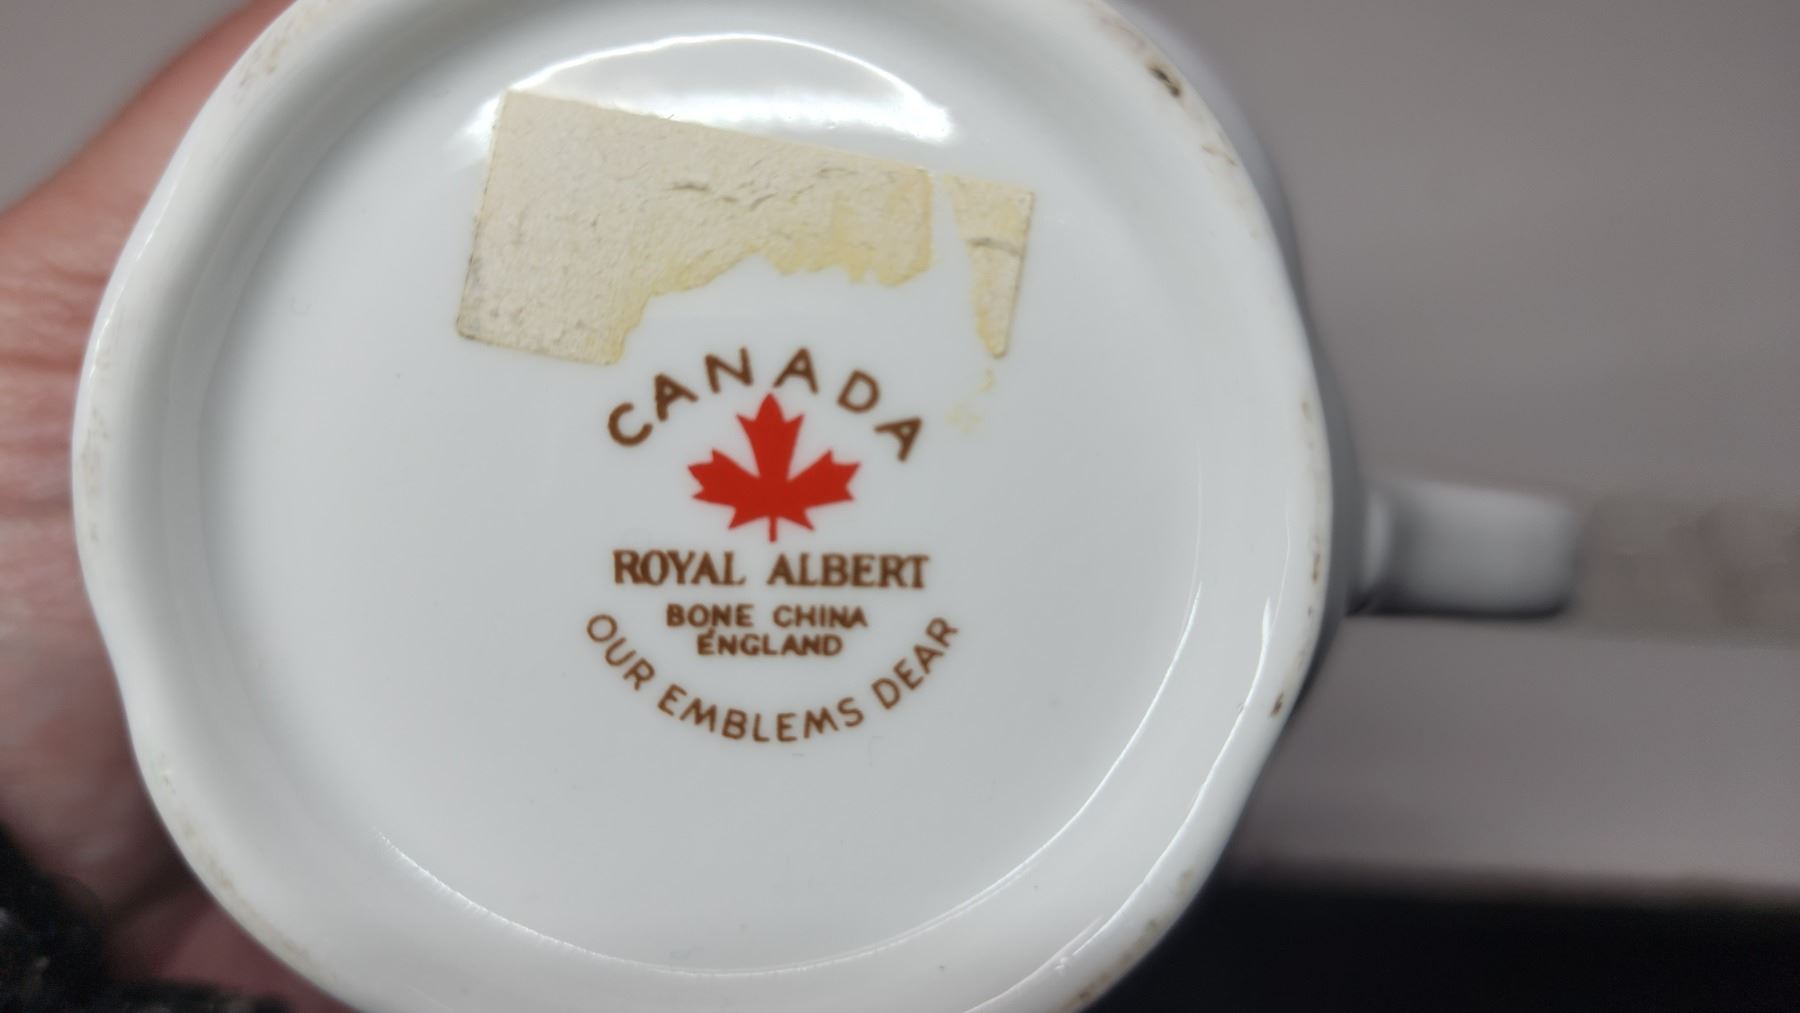 CANADA
ROYAL ALBERT
BONE CHINA
ENGLAND
OUR EMBLEMS DEAR